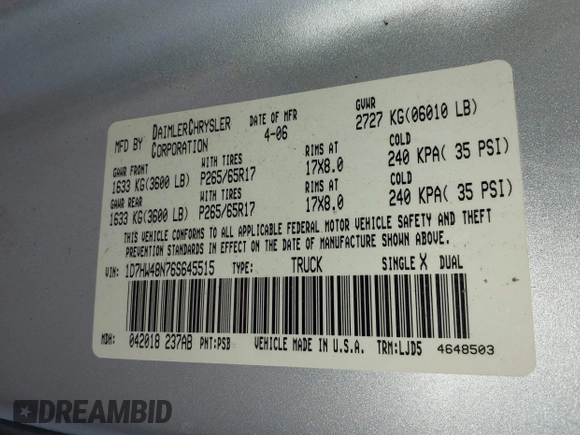 MFD BY DAIMLERCHRYSLER CORPORATION DATE OF MFR 4-06 GVWR 2727 KG(06010 LB)
GAWR FRONT WITH TIRES RIMS AT COLD
1633 KG(3600 LB) P265/65R17 17X8.0 240 KPA( 35 PSI)
GAWR REAR WITH TIRES RIMS AT COLD
1633 KG(3600 LB) P265/65R17 17X8.0 240 KPA( 35 PSI)
THIS VEHICLE CONFORMS TO ALL APPLICABLE FEDERAL MOTOR VEHICLE SAFETY AND THEFT
PREVENTION STANDARDS IN EFFECT ON THE DATE OF MANUFACTURE SHOWN ABOVE.
VIN: 1D7HW48N76S645515 TYPE: TRUCK SINGLE X DUAL
MDH: 042018 237AB PNT:PSB VEHICLE MADE IN U.S.A. TRM:LJD5 4648503
DREAMBID